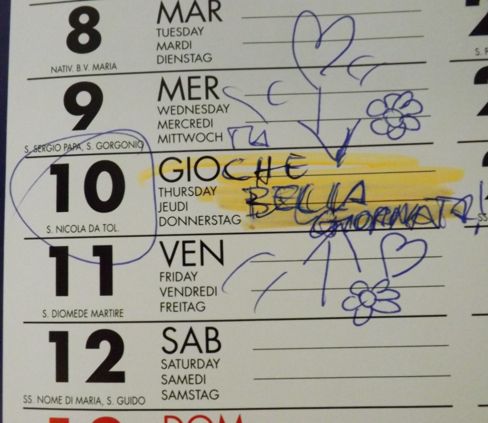 8 MAR
TUESDAY
MARDI
DIENSTAG
NATIV. B.V. MARIA
9 MER
WEDNESDAY
MERCREDI
MITTWOCH
S. SERGIO PAPA, S. GORGONIO
10 GIO CHE
THURSDAY
JEUDI
DONNERSTAG
BELLA
GIORNATA!
S. NICOLA DA TOL.
11 VEN
FRIDAY
VENDREDI
FREITAG
S. DIOMEDE MARTIRE
12 SAB
SATURDAY
SAMEDI
SAMSTAG
SS. NOME DI MARIA, S. GUIDO
DOM